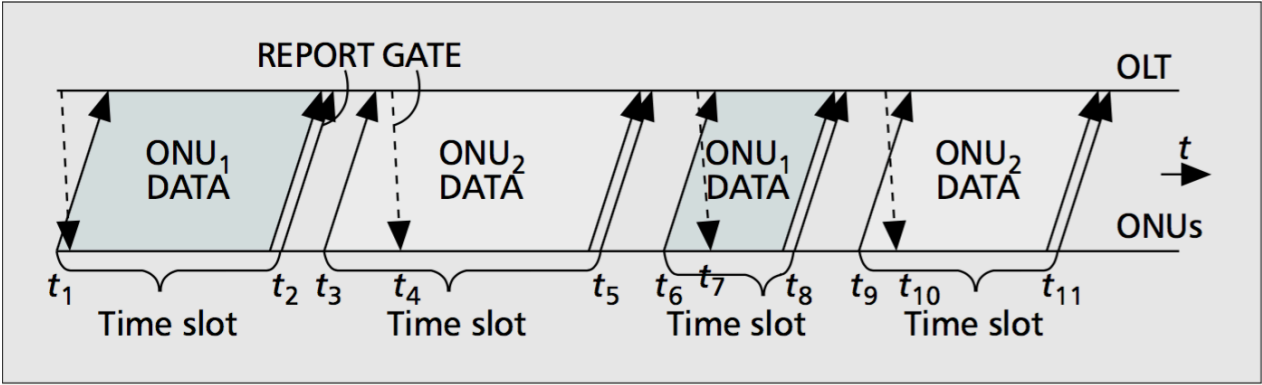 REPORT GATE
OLT
ONU₁ DATA
ONU₂ DATA
ONU₁ DATA
ONU₂ DATA
t
ONUs
t₁ t₂ t₃ t₄ t₅ t₆ t₇ t₈ t₉ t₁₀ t₁₁
Time slot Time slot Time slot Time slot